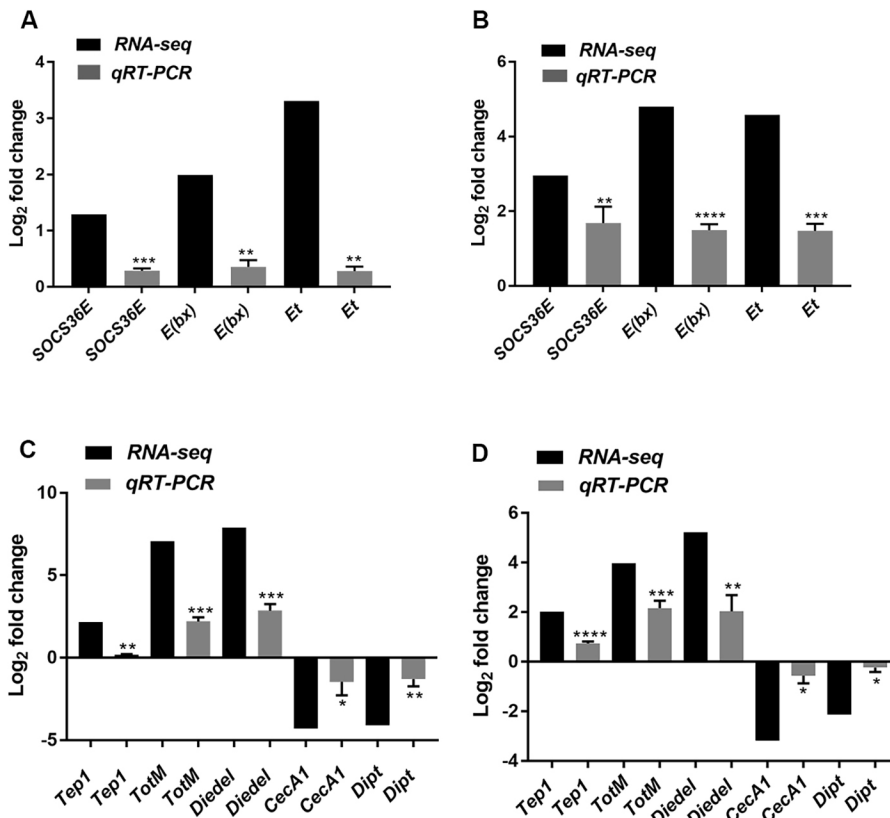 A
RNA-seq
qRT-PCR
Log2 fold change
4
3
2
1
0
***
**
**
SOCS36E
SOCS36E
E(bx)
E(bx)
Et
Et
B
RNA-seq
qRT-PCR
Log2 fold change
6
4
2
0
**
****
***
SOCS36E
SOCS36E
E(bx)
E(bx)
Et
Et
C
RNA-seq
qRT-PCR
Log2 fold change
10
5
0
-5
**
***
***
*
**
Tep1
Tep1
TotM
TotM
Diedel
Diedel
CecA1
CecA1
Dipt
Dipt
D
RNA-seq
qRT-PCR
Log2 fold change
6
4
2
0
-2
-4
****
***
**
*
*
Tep1
Tep1
TotM
TotM
Diedel
Diedel
CecA1
CecA1
Dipt
Dipt